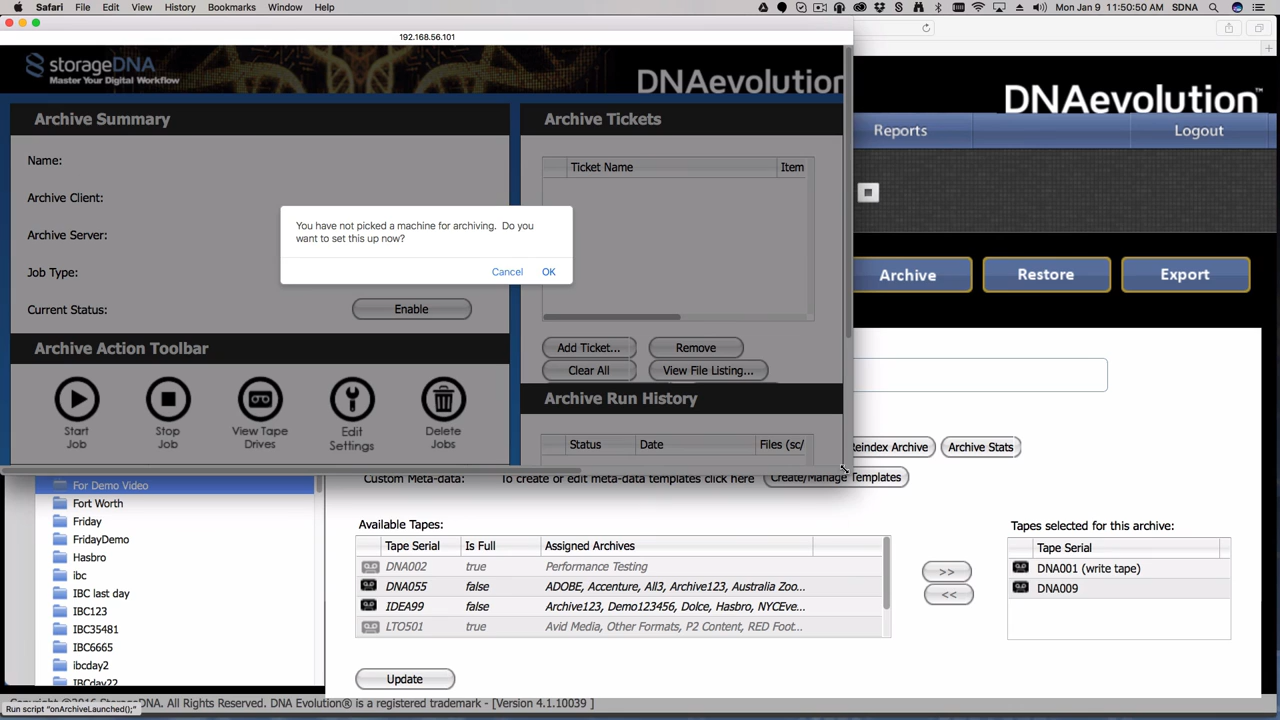 Safari File Edit View History Bookmarks Window Help Mon Jan 9 11:50:50 AM SDNA
192.168.56.101
storageDNA
Master Your Digital Workflow
DNAevolution
DNAevolution™
Reports Logout
Archive Summary
Name:
Archive Client:
Archive Server:
Job Type:
Current Status:
Enable
Archive Tickets
Ticket Name Item
Add Ticket... Remove
Clear All View File Listing...
You have not picked a machine for archiving. Do you
want to set this up now?
Cancel OK
Archive Action Toolbar
Start
Job
Stop
Job
View Tape
Drives
Edit
Settings
Delete
Jobs
Archive Run History
Status Date Files (sc/
Archive Restore Export
Reindex Archive Archive Stats
Custom Meta-data: To create or edit meta-data templates click here Create/Manage Templates
For Demo Video
Fort Worth
Friday
FridayDemo
Hasbro
ibc
IBC last day
IBC123
IBC35481
IBC6665
ibcday2
IBCday22
Available Tapes:
Tape Serial Is Full Assigned Archives
DNA002 true Performance Testing
DNA055 false ADOBE, Accenture, All3, Archive123, Australia Zoo...
IDEA99 false Archive123, Demo123456, Dolce, Hasbro, NYCEve...
LTO501 true Avid Media, Other Formats, P2 Content, RED Foot...
>>
<<
Tapes selected for this archive:
Tape Serial
DNA001 (write tape)
DNA009
Update
Copyright @2016 StorageDNA. All Rights Reserved. DNA Evolution® is a registered trademark - [Version 4.1.10039 ]
Run script "onArchiveLaunched();"